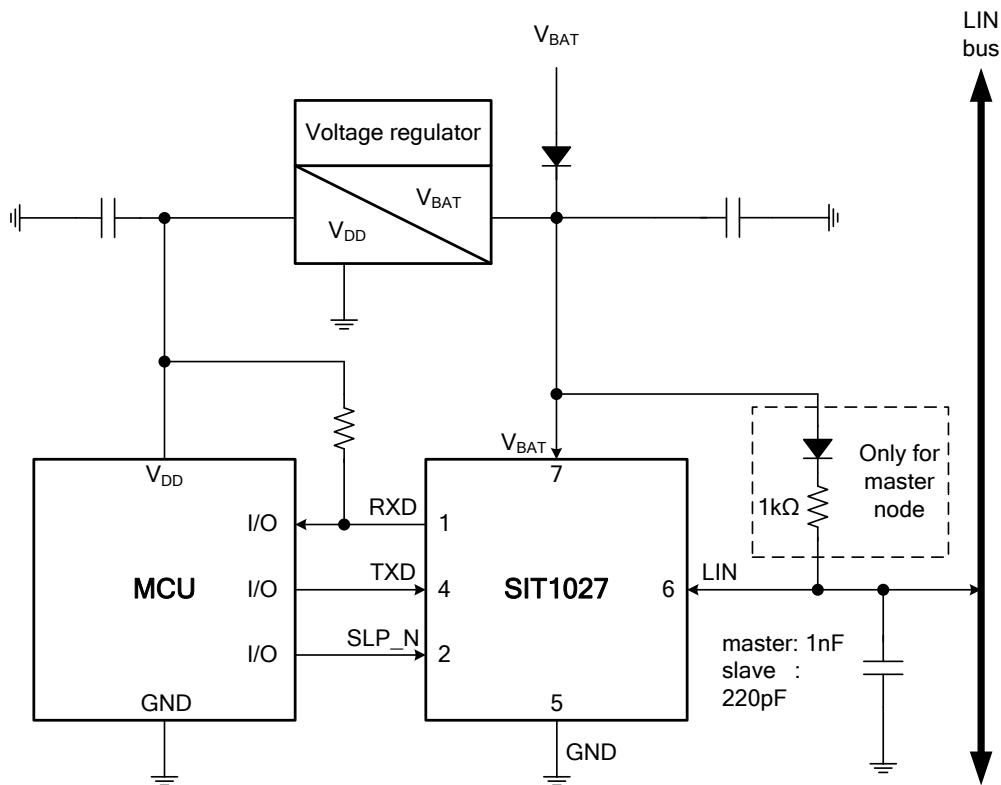 LIN
bus
V_BAT
Voltage regulator
V_BAT
V_DD
V_BAT
7
V_DD
Only for
master
node
1kΩ
I/O
RXD
1
MCU
I/O
TXD
4
SIT1027
6
LIN
I/O
SLP_N
2
master: 1nF
slave :
220pF
GND
5
GND